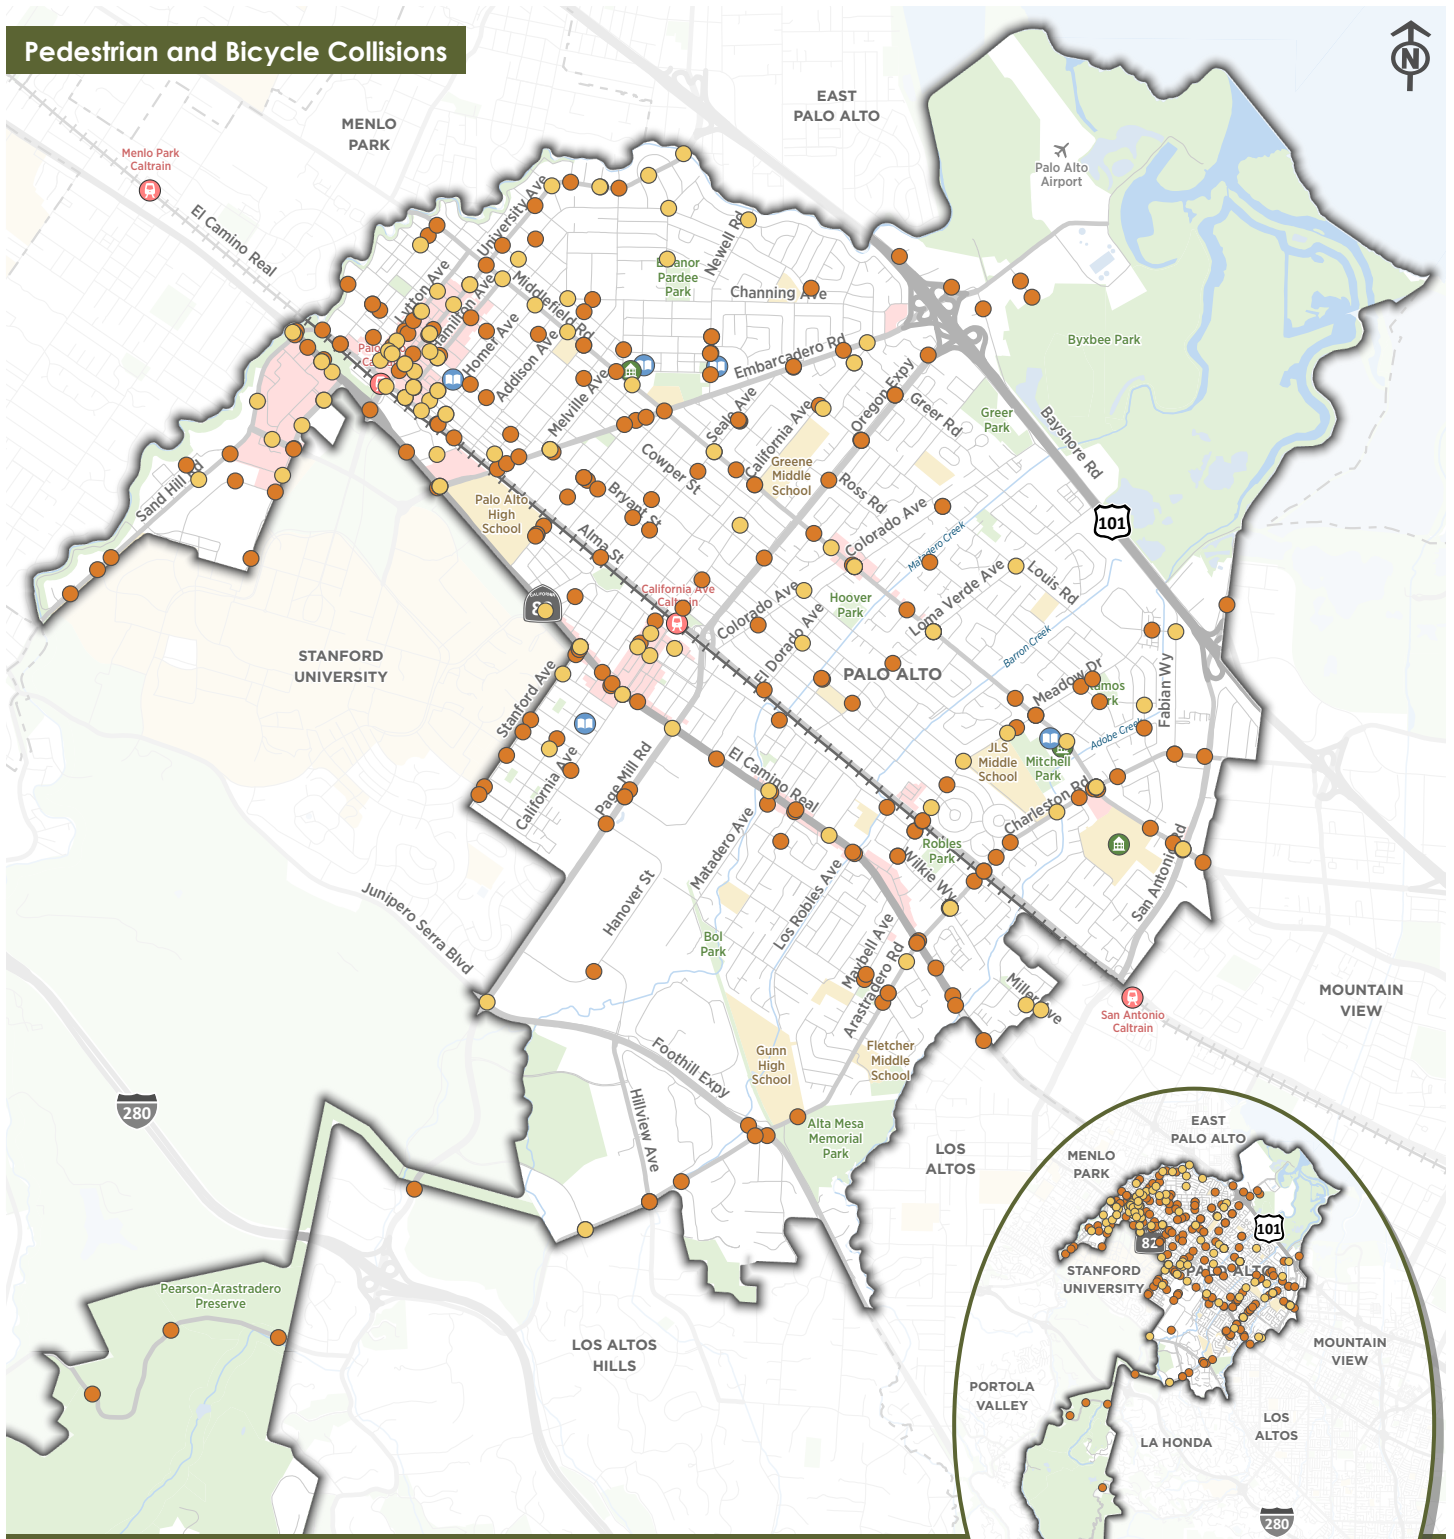 Pedestrian and Bicycle Collisions
N
EAST
PALO ALTO
MENLO
PARK
Menlo Park
Caltrain
Palo Alto
Airport
El Camino Real
University Ave
Newell Rd
Lytton Ave
Hamilton Ave
Middlefield Rd
Pardee
Park
Channing Ave
Byxbee Park
Homer Ave
Addison Ave
Embarcadero Rd
Melville Ave
Seale Ave
California Ave
Oregon Expy
Greer Rd
Greer
Park
Bayshore Rd
Cowper St
Greene
Middle
School
Sand Hill Rd
Palo Alto
High
School
Bryant St
Ross Rd
Colorado Ave
Matadero Creek
101
Alma St
California Ave
Caltrain
Colorado Ave
Hoover
Park
Loma Verde Ave
Louis Rd
CALIFORNIA
El Dorado Ave
Barron Creek
STANFORD
UNIVERSITY
PALO ALTO
Meadow Dr
Fabian Wy
Stanford Ave
Adobe Creek
JLS
Middle
School
Mitchell
Park
California Ave
Page Mill Rd
El Camino Real
Charleston Rd
Matadero Ave
Robles
Park
Wilkie Wy
San Antonio Rd
Los Robles Ave
Hanover St
Junipero Serra Blvd
Bol
Park
Maybell Ave
Arastradero Rd
Miller Ave
MOUNTAIN
VIEW
San Antonio
Caltrain
Foothill Expy
Gunn
High
School
Fletcher
Middle
School
280
Hillview Ave
Alta Mesa
Memorial
Park
LOS
ALTOS
Pearson-Arastradero
Preserve
LOS ALTOS
HILLS
EAST
PALO ALTO
MENLO
PARK
101
82
STANFORD
UNIVERSITY
PALO ALTO
MOUNTAIN
VIEW
PORTOLA
VALLEY
LOS
ALTOS
LA HONDA
280